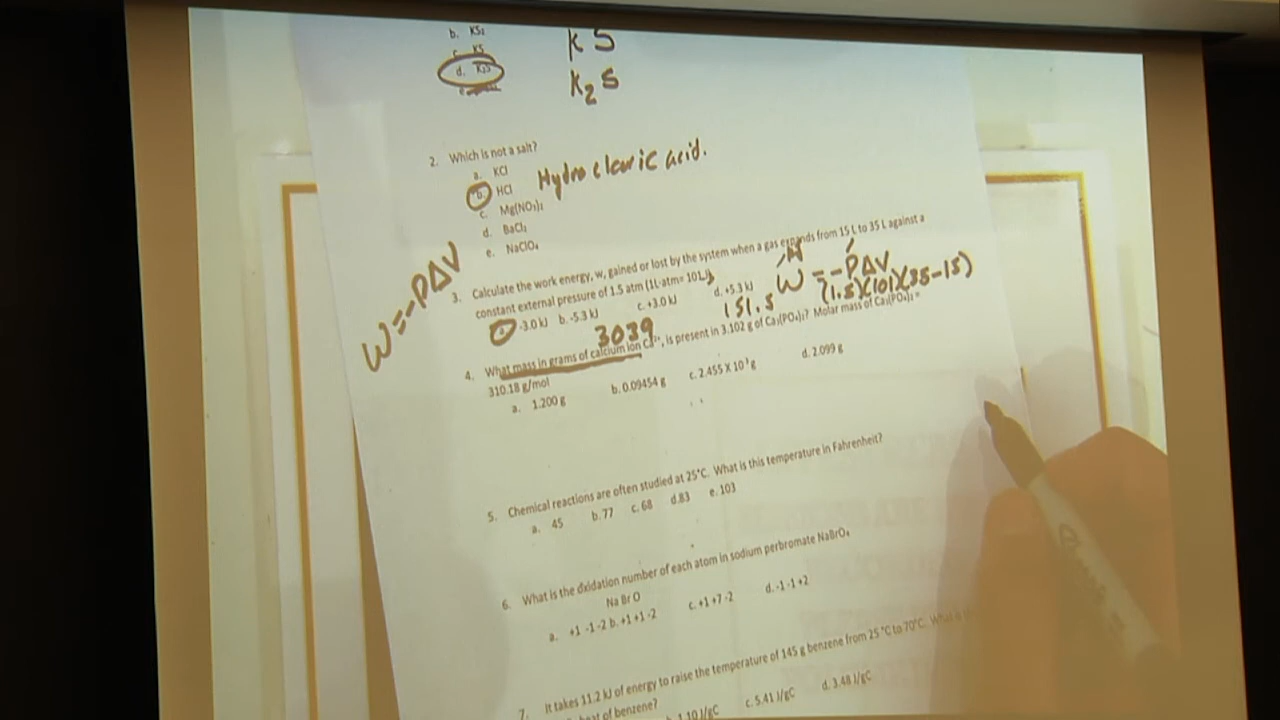 b. KS₂
c. KS
d. K₂S
KS
K₂S
2. Which is not a salt?
a. KCl
b. HCl
Hydrocloric acid.
c. Mg(NO₃)₂
d. BaCl₂
e. NaClO₄
W=-PΔV
3. Calculate the work energy, w, gained or lost by the system when a gas expands from 15 L to 35 L against a
constant external pressure of 1.5 atm (1L·atm= 101J)
a. -3.0 kJ b. -5.3 kJ c. +3.0 kJ d. +5.3 kJ
W = -PΔV
(1.5)(101)(35-15)
151.5
3039
4. What mass in grams of calcium ion Ca²⁺, is present in 3.102 g of Ca₃(PO₄)₂? Molar mass of Ca₃(PO₄)₂ =
310.18 g/mol
a. 1.200 g b. 0.09454 g c. 2.455 X 10³ g d. 2.099 g
5. Chemical reactions are often studied at 25°C. What is this temperature in Fahrenheit?
a. 45 b. 77 c. 68 d.83 e. 103
6. What is the oxidation number of each atom in sodium perbromate NaBrO₄
Na Br O
a. +1 -1 -2 b. +1 +1 -2 c. +1 +7 -2 d. -1 -1 +2
7. It takes 11.2 kJ of energy to raise the temperature of 145 g benzene from 25 °C to 70°C. What is
heat of benzene?
1.10 J/gC c. 5.41 J/gC d. 3.48 J/gC